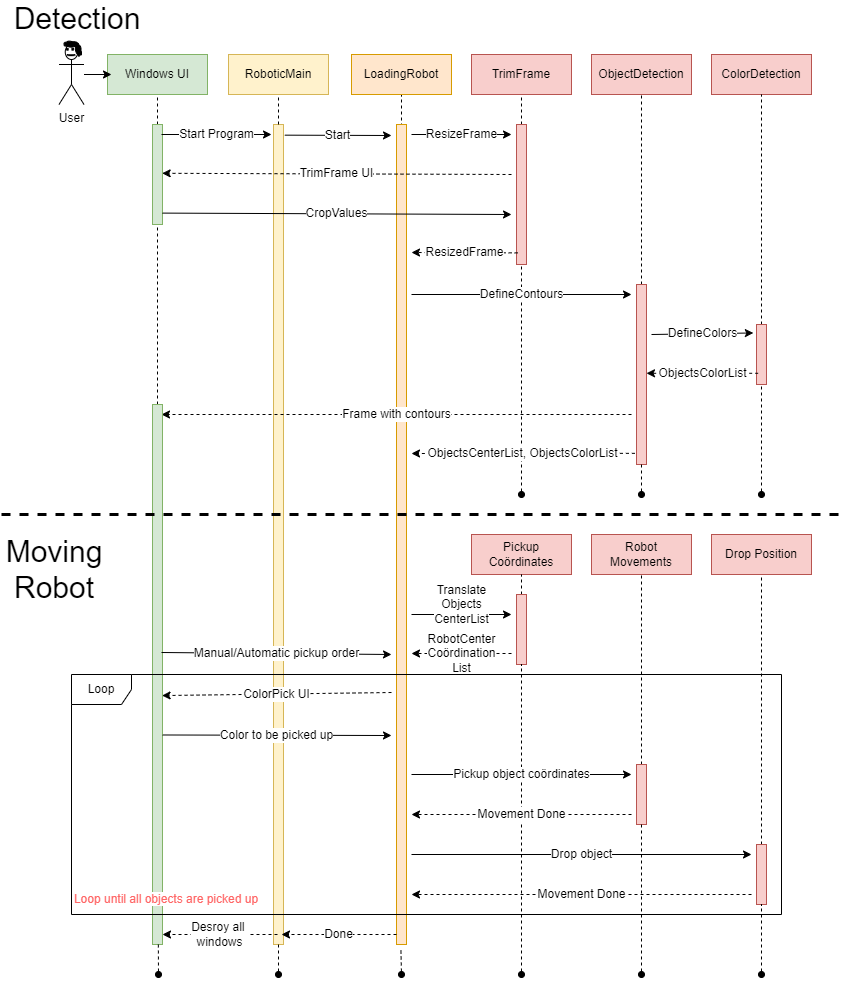 Detection
User
Windows UI
RoboticMain
LoadingRobot
TrimFrame
ObjectDetection
ColorDetection
Start Program
Start
ResizeFrame
TrimFrame UI
CropValues
ResizedFrame
DefineContours
DefineColors
ObjectsColorList
Frame with contours
ObjectsCenterList, ObjectsColorList
Moving
Robot
Pickup
Coördinates
Robot
Movements
Drop Position
Translate
Objects
CenterList
RobotCenter
Coördination
List
Manual/Automatic pickup order
Loop
ColorPick UI
Color to be picked up
Pickup object coördinates
Movement Done
Drop object
Movement Done
Loop until all objects are picked up
Desroy all
windows
Done